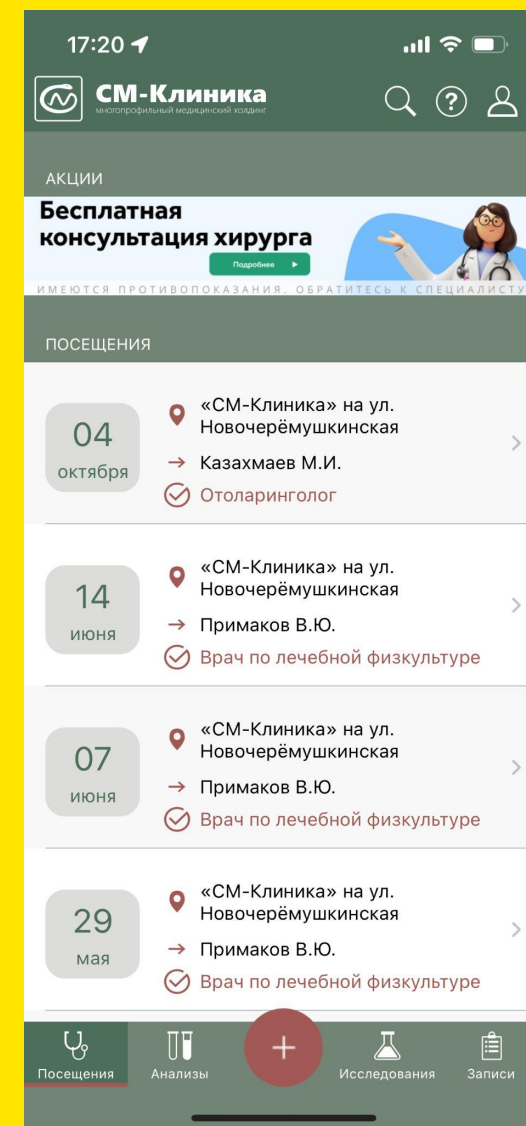 17:20
СМ-Клиника
многопрофильный медицинский холдинг
АКЦИИ
Бесплатная
консультация хирурга
Подробнее
ИМЕЮТСЯ ПРОТИВОПОКАЗАНИЯ. ОБРАТИТЕСЬ К СПЕЦИАЛИСТУ
ПОСЕЩЕНИЯ
04
октября
«СМ-Клиника» на ул.
Новочерёмушкинская
Казахмаев М.И.
Отоларинголог
14
июня
«СМ-Клиника» на ул.
Новочерёмушкинская
Примаков В.Ю.
Врач по лечебной физкультуре
07
июня
«СМ-Клиника» на ул.
Новочерёмушкинская
Примаков В.Ю.
Врач по лечебной физкультуре
29
мая
«СМ-Клиника» на ул.
Новочерёмушкинская
Примаков В.Ю.
Врач по лечебной физкультуре
Посещения
Анализы
Исследования
Записи